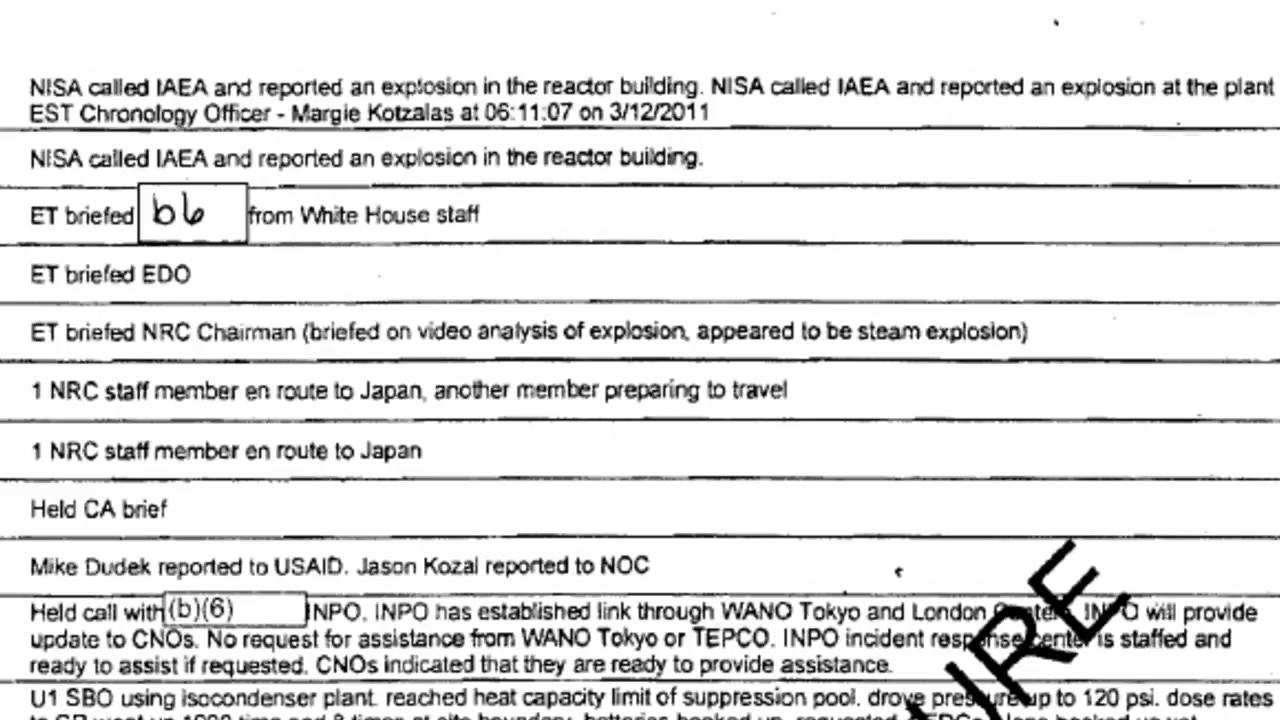 NISA called IAEA and reported an explosion in the reactor building. NISA called IAEA and reported an explosion at the plant
EST Chronology Officer - Margie Kotzalas at 06:11:07 on 3/12/2011
NISA called IAEA and reported an explosion in the reactor building.
ET briefed b6 from White House staff
ET briefed EDO
ET briefed NRC Chairman (briefed on video analysis of explosion, appeared to be steam explosion)
1 NRC staff member en route to Japan, another member preparing to travel
1 NRC staff member en route to Japan
Held CA brief
Mike Dudek reported to USAID. Jason Kozal reported to NOC
Held call with (b)(6) INPO. INPO has established link through WANO Tokyo and London Centers. INPO will provide
update to CNOs. No request for assistance from WANO Tokyo or TEPCO. INPO incident response center is staffed and
ready to assist if requested. CNOs indicated that they are ready to provide assistance.
U1 SBO using isocondenser plant. reached heat capacity limit of suppression pool. drove pressure up to 120 psi. dose rates